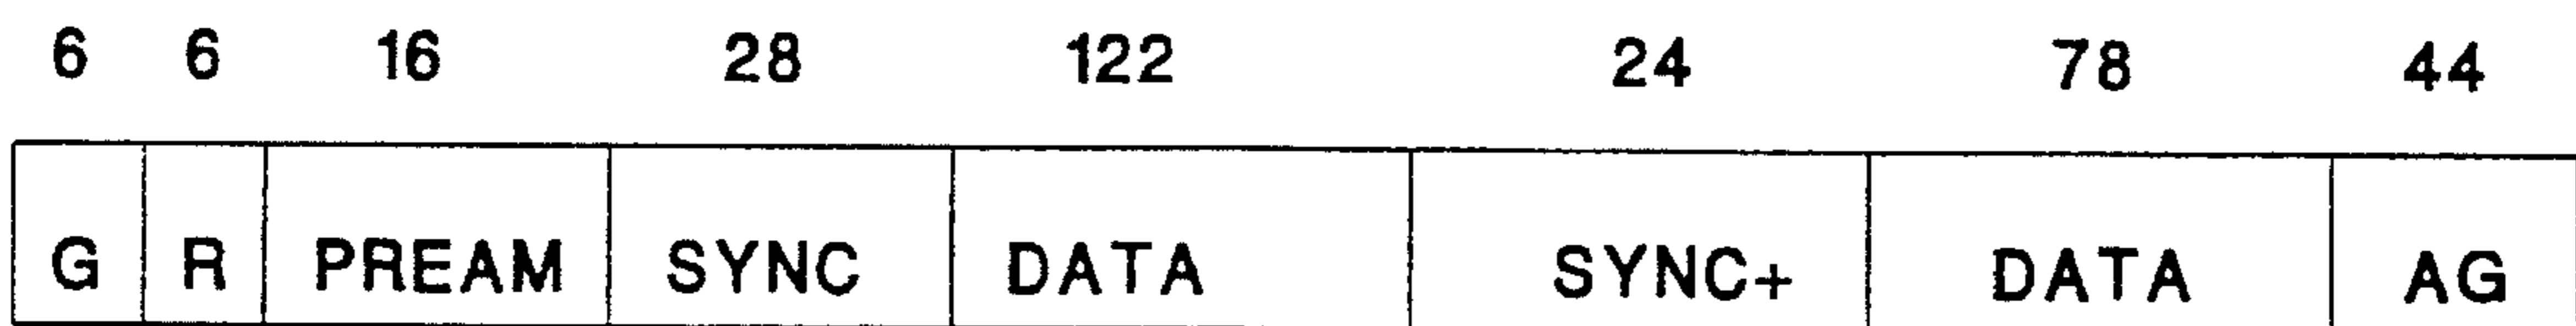 6 6 16 28 122 24 78 44
G R PREAM SYNC DATA SYNC+ DATA AG